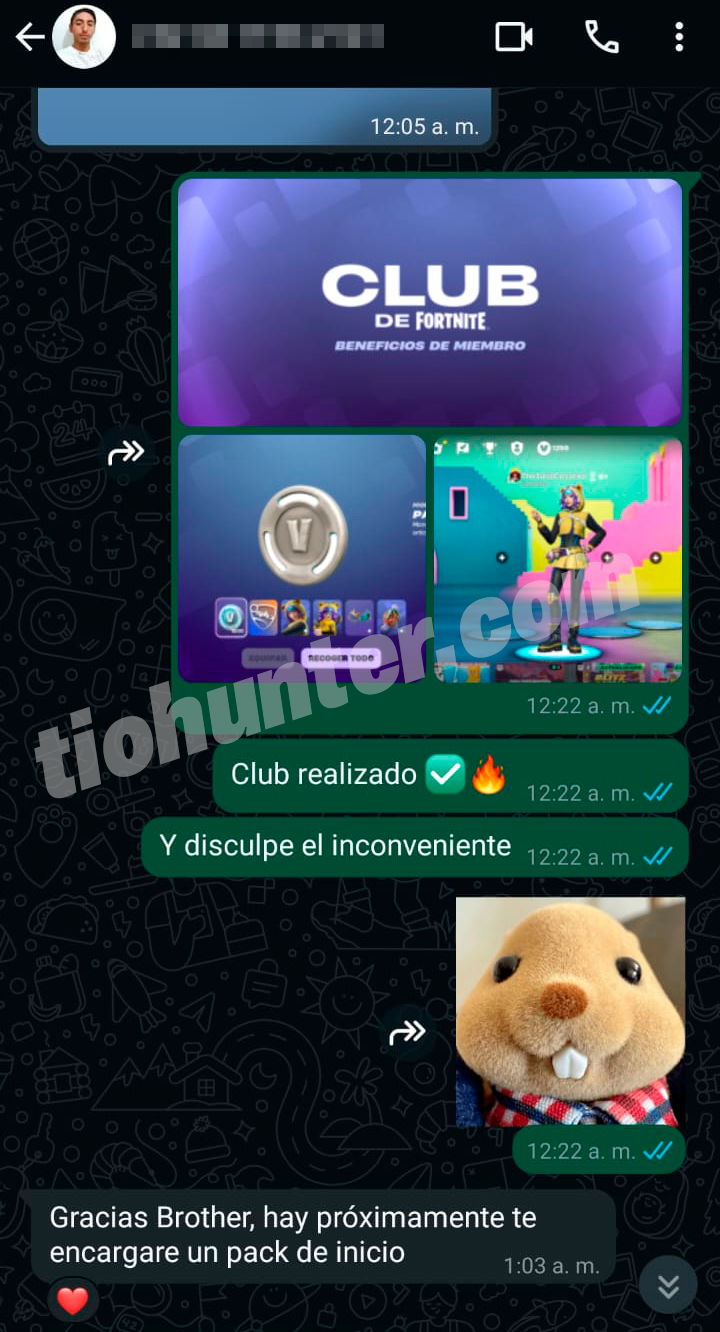 12:05 a. m.
CLUB
DE FORTNITE
BENEFICIOS DE MIEMBRO
EQUIPAR
RECOGER TODO
12:22 a. m.
tiohunter.com
Club realizado ✅🔥
12:22 a. m.
Y disculpe el inconveniente
12:22 a. m.
12:22 a. m.
Gracias Brother, hay próximamente te
encargare un pack de inicio
1:03 a. m.